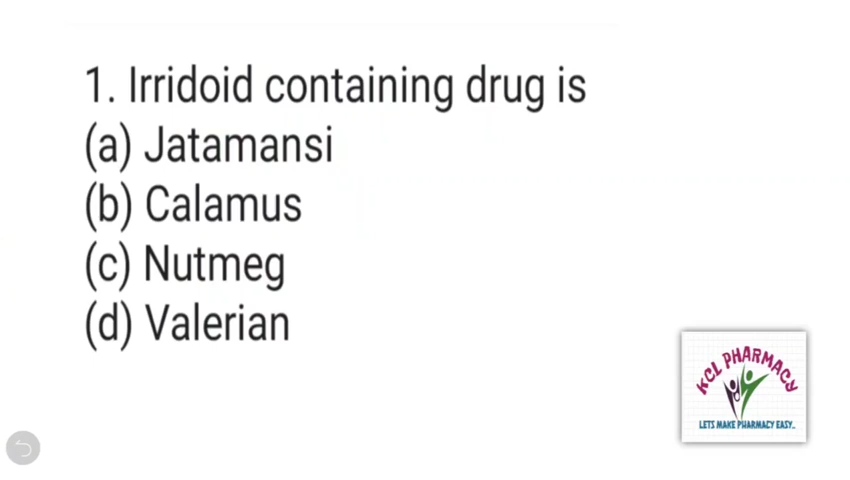 1. Irridoid containing drug is
(a) Jatamansi
(b) Calamus
(c) Nutmeg
(d) Valerian
KCL PHARMACY
LETS MAKE PHARMACY EASY..